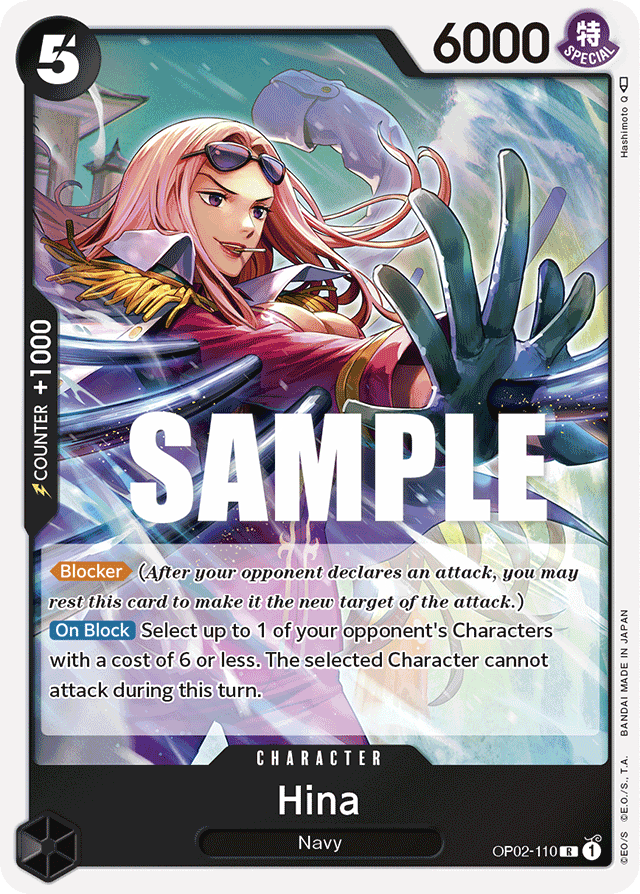 5
6000
特
SPECIAL
Hashimoto Q
COUNTER +1000
SAMPLE
Blocker (After your opponent declares an attack, you may
rest this card to make it the new target of the attack.)
On Block Select up to 1 of your opponent's Characters
with a cost of 6 or less. The selected Character cannot
attack during this turn.
CHARACTER
Hina
Navy
OP02-110 R 1
©E.O./S., T.A. BANDAI MADE IN JAPAN
©EO/S